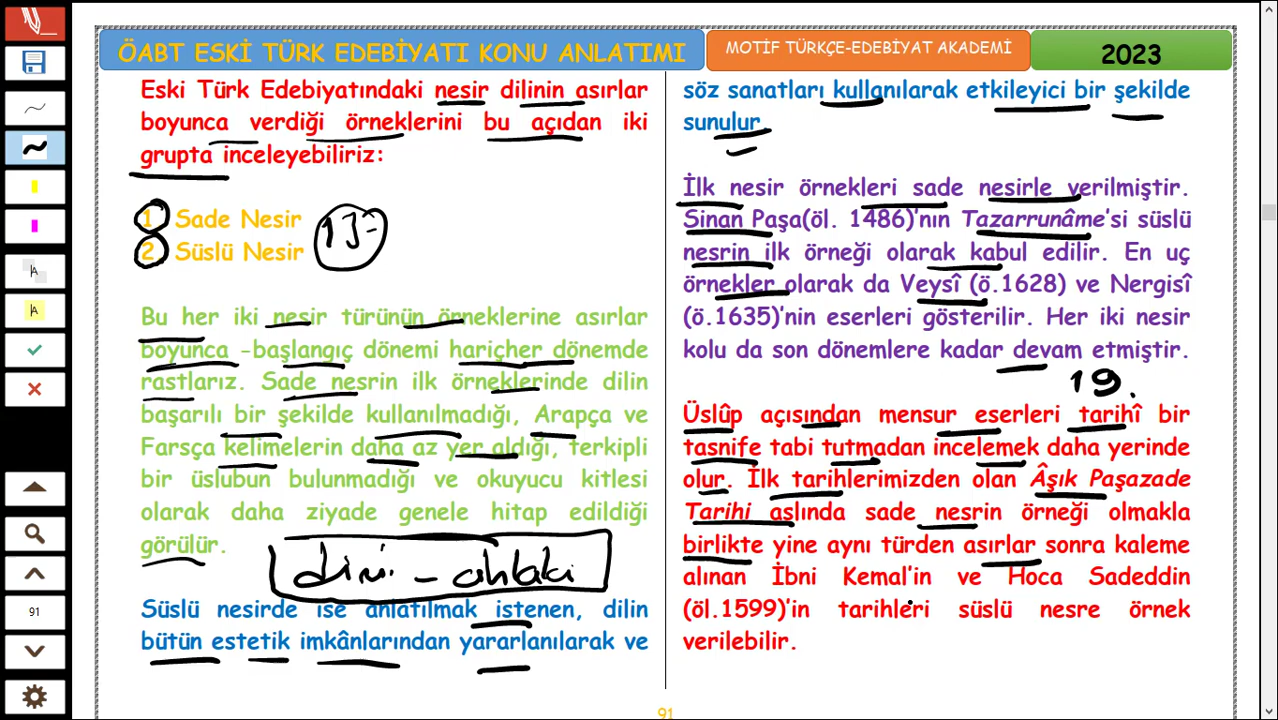 ÖABT ESKİ TÜRK EDEBİYATI KONU ANLATIMI
MOTİF TÜRKÇE-EDEBİYAT AKADEMİ
2023
Eski Türk Edebiyatındaki nesir dilinin asırlar
boyunca verdiği örneklerini bu açıdan iki
grupta inceleyebiliriz:
1 Sade Nesir
2 Süslü Nesir
13-
Bu her iki nesir türünün örneklerine asırlar
boyunca -başlangıç dönemi hariçher dönemde
rastlarız. Sade nesrin ilk örneklerinde dilin
başarılı bir şekilde kullanılmadığı, Arapça ve
Farsça kelimelerin daha az yer aldığı, terkipli
bir üslubun bulunmadığı ve okuyucu kitlesi
olarak daha ziyade genele hitap edildiği
görülür.
dini - ahlaki
Süslü nesirde ise anlatılmak istenen, dilin
bütün estetik imkânlarından yararlanılarak ve
söz sanatları kullanılarak etkileyici bir şekilde
sunulur
İlk nesir örnekleri sade nesirle verilmiştir.
Sinan Paşa(öl. 1486)'nın Tazarrunâme'si süslü
nesrin ilk örneği olarak kabul edilir. En uç
örnekler olarak da Veysî (ö.1628) ve Nergisî
(ö.1635)'nin eserleri gösterilir. Her iki nesir
kolu da son dönemlere kadar devam etmiştir.
19.
Üslûp açısından mensur eserleri tarihî bir
tasnife tabi tutmadan incelemek daha yerinde
olur. İlk tarihlerimizden olan Âşık Paşazade
Tarihi aslında sade nesrin örneği olmakla
birlikte yine aynı türden asırlar sonra kaleme
alınan İbni Kemal'in ve Hoca Sadeddin
(öl.1599)'in tarihleri süslü nesre örnek
verilebilir.
91
91